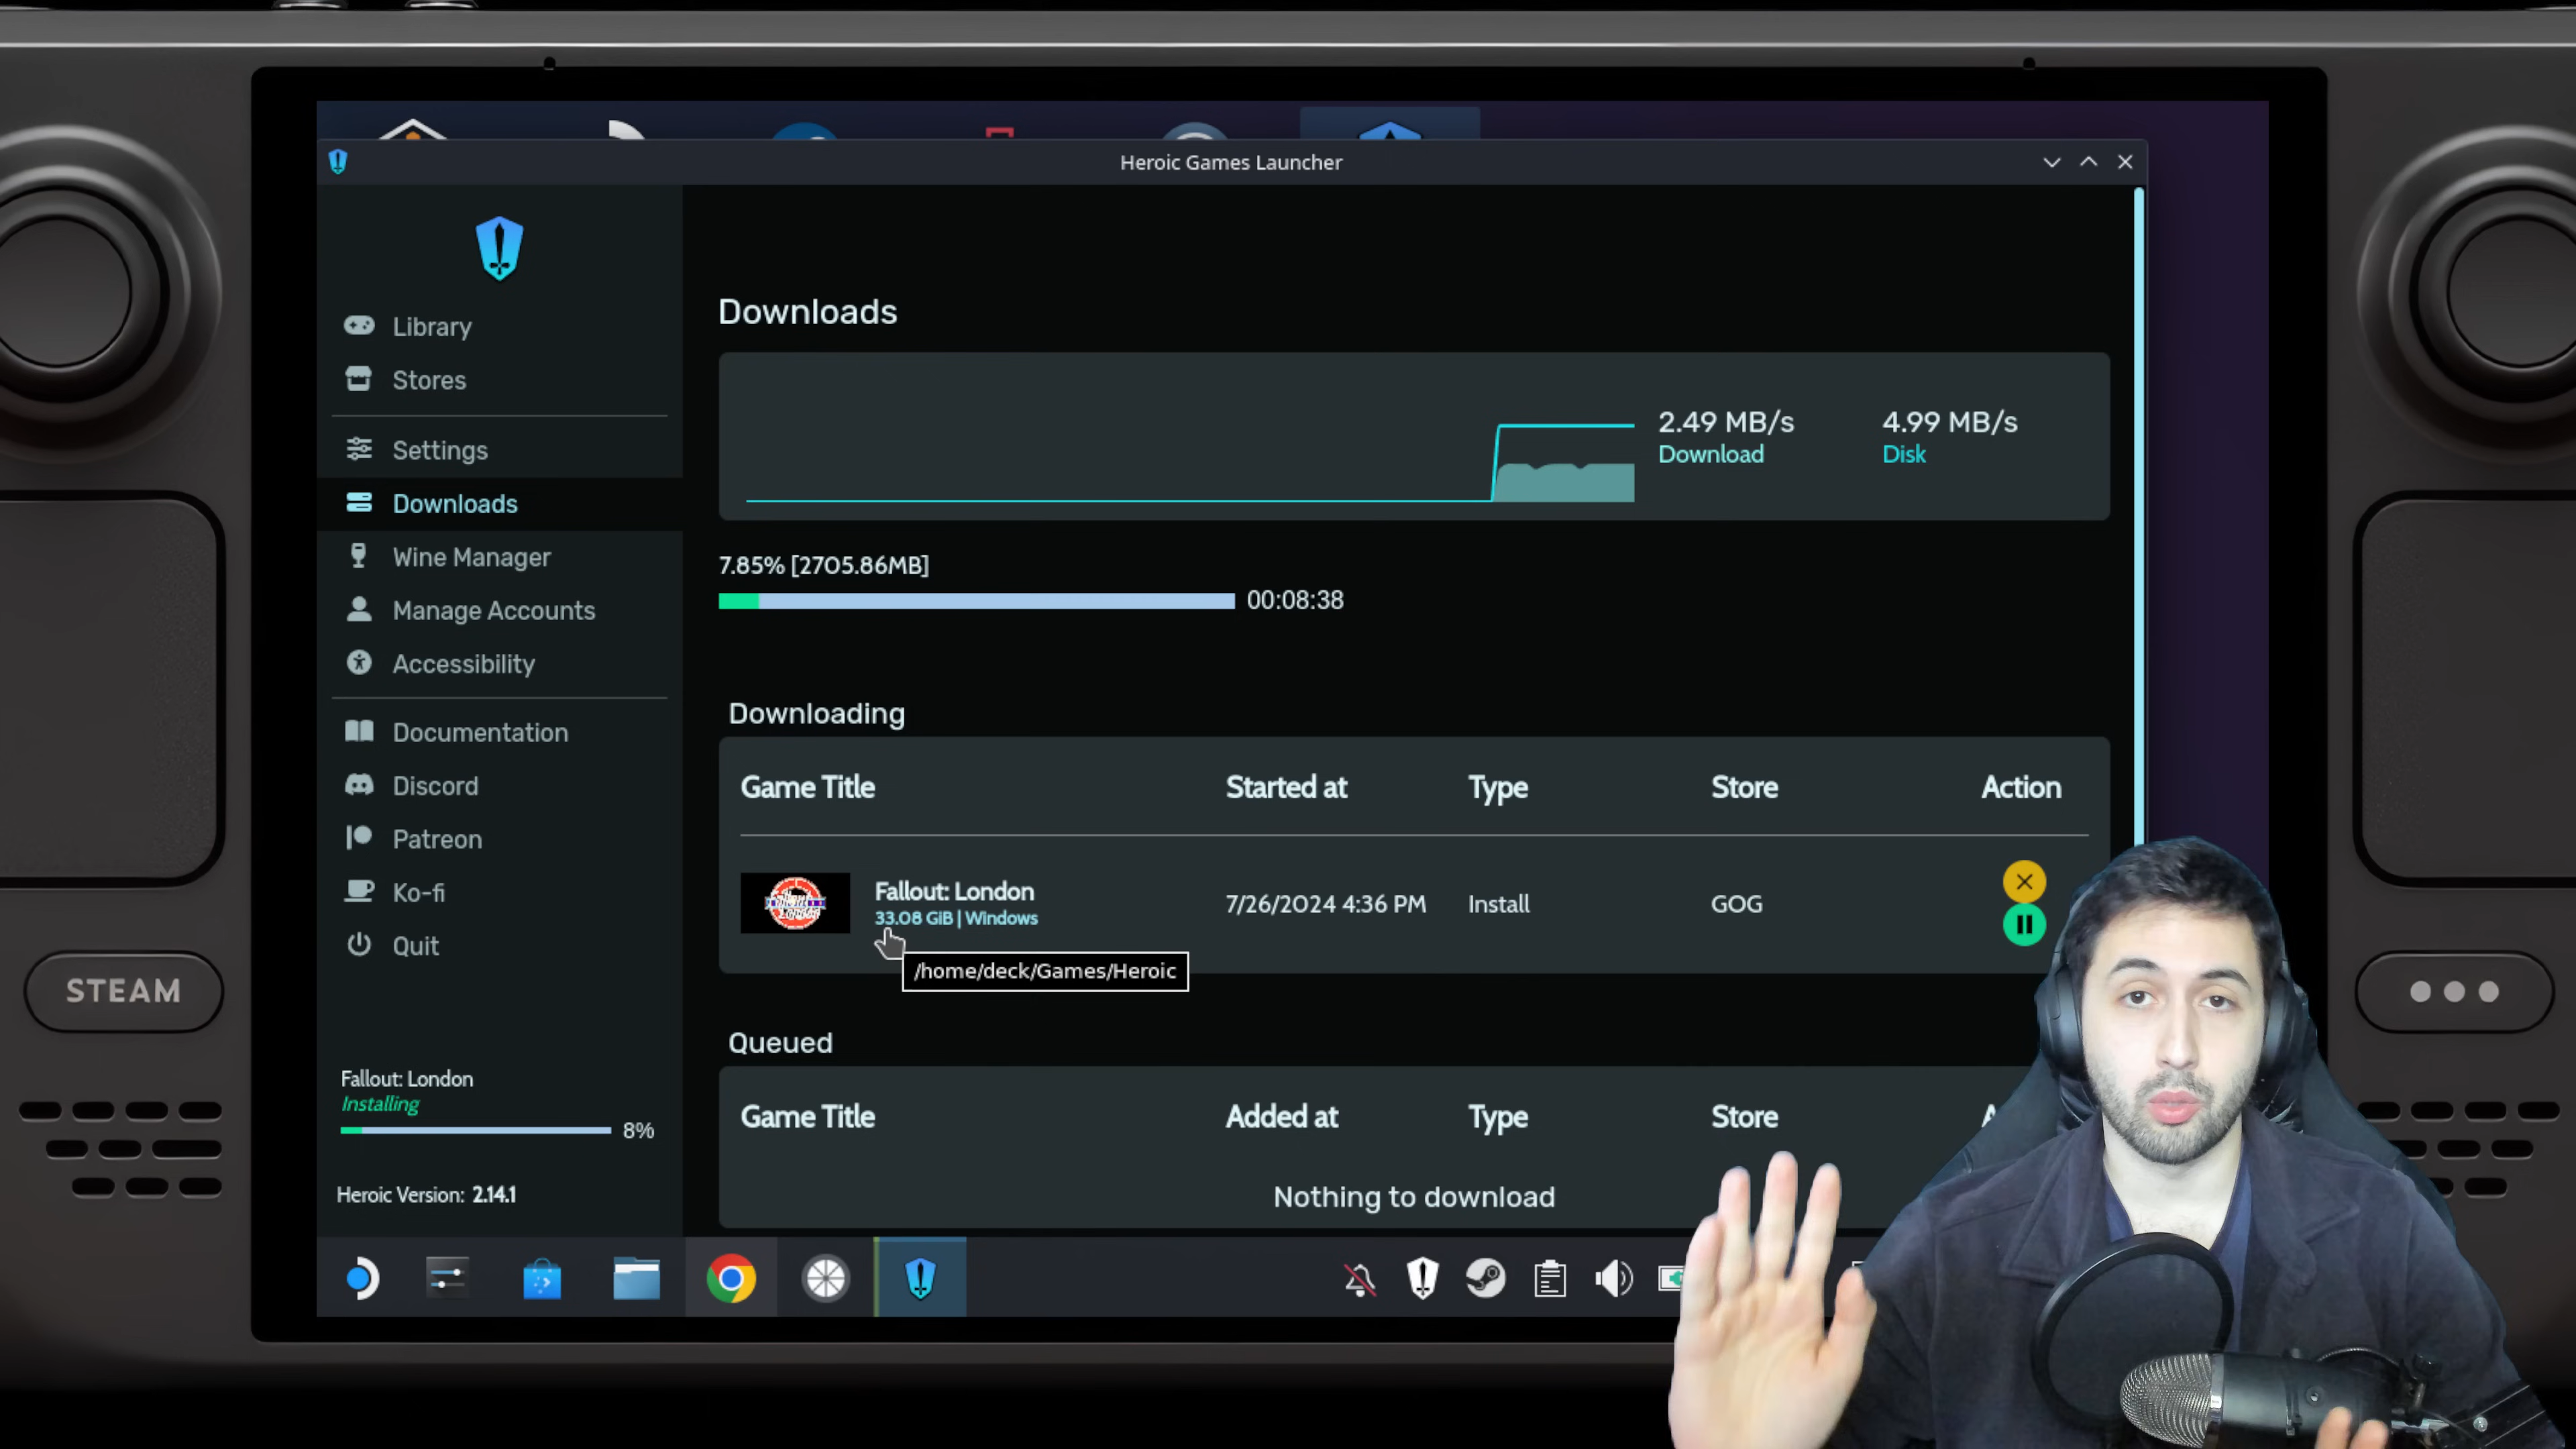 Heroic Games Launcher
Library
Stores
Settings
Downloads
Wine Manager
Manage Accounts
Accessibility
Documentation
Discord
Patreon
Ko-fi
Quit
Fallout: London
Installing
8%
Heroic Version: 2.14.1
Downloads
2.49 MB/s
Download
4.99 MB/s
Disk
7.85% [2705.86MB]
00:08:38
Downloading
Game Title Started at Type Store Action
Fallout: London
33.08 GiB | Windows
7/26/2024 4:36 PM Install GOG
/home/deck/Games/Heroic
Queued
Game Title Added at Type Store
Nothing to download
STEAM